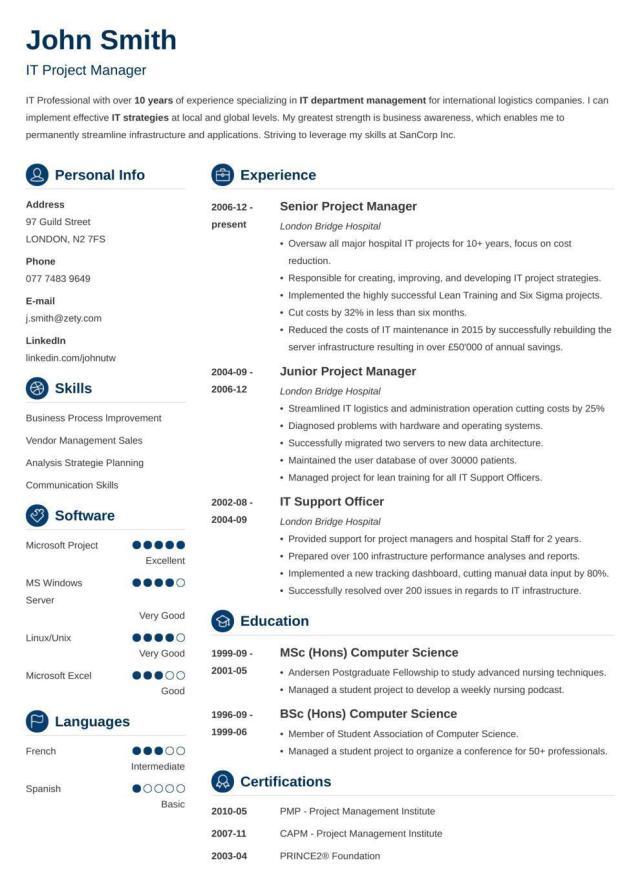 John Smith
IT Project Manager
IT Professional with over 10 years of experience specializing in IT department management for international logistics companies. I can
implement effective IT strategies at local and global levels. My greatest strength is business awareness, which enables me to
permanently streamline infrastructure and applications. Striving to leverage my skills at SanCorp Inc.
Personal Info
Address
97 Guild Street
LONDON, N2 7FS
Phone
077 7483 9649
E-mail
j.smith@zety.com
LinkedIn
linkedin.com/johnutw
Skills
Business Process Improvement
Vendor Management Sales
Analysis Strategie Planning
Communication Skills
Software
Microsoft Project
Excellent
MS Windows
Server
Very Good
Linux/Unix
Very Good
Microsoft Excel
Good
Languages
French
Intermediate
Spanish
Basic
Experience
2006-12 -
present
Senior Project Manager
London Bridge Hospital
• Oversaw all major hospital IT projects for 10+ years, focus on cost
reduction.
• Responsible for creating, improving, and developing IT project strategies.
• Implemented the highly successful Lean Training and Six Sigma projects.
• Cut costs by 32% in less than six months.
• Reduced the costs of IT maintenance in 2015 by successfully rebuilding the
server infrastructure resulting in over £50'000 of annual savings.
2004-09 -
2006-12
Junior Project Manager
London Bridge Hospital
• Streamlined IT logistics and administration operation cutting costs by 25%
• Diagnosed problems with hardware and operating systems.
• Successfully migrated two servers to new data architecture.
• Maintained the user database of over 30000 patients.
• Managed project for lean training for all IT Support Officers.
2002-08 -
2004-09
IT Support Officer
London Bridge Hospital
• Provided support for project managers and hospital Staff for 2 years.
• Prepared over 100 infrastructure performance analyses and reports.
• Implemented a new tracking dashboard, cutting manual data input by 80%.
• Successfully resolved over 200 issues in regards to IT infrastructure.
Education
1999-09 -
2001-05
MSc (Hons) Computer Science
• Andersen Postgraduate Fellowship to study advanced nursing techniques.
• Managed a student project to develop a weekly nursing podcast.
1996-09 -
1999-06
BSc (Hons) Computer Science
• Member of Student Association of Computer Science.
• Managed a student project to organize a conference for 50+ professionals.
Certifications
2010-05 PMP - Project Management Institute
2007-11 CAPM - Project Management Institute
2003-04 PRINCE2® Foundation